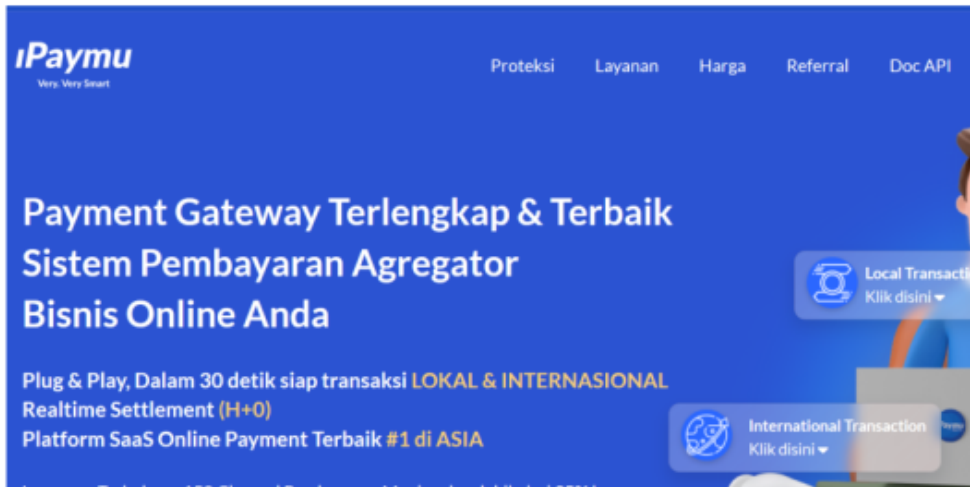 iPaymu
Very, Very Smart
Proteksi Layanan Harga Referral Doc API
Payment Gateway Terlengkap & Terbaik
Sistem Pembayaran Agregator
Bisnis Online Anda
Local Transacti
Klik disini
Plug & Play, Dalam 30 detik siap transaksi LOKAL & INTERNASIONAL
Realtime Settlement (H+0)
Platform SaaS Online Payment Terbaik #1 di ASIA
International Transaction
Klik disini